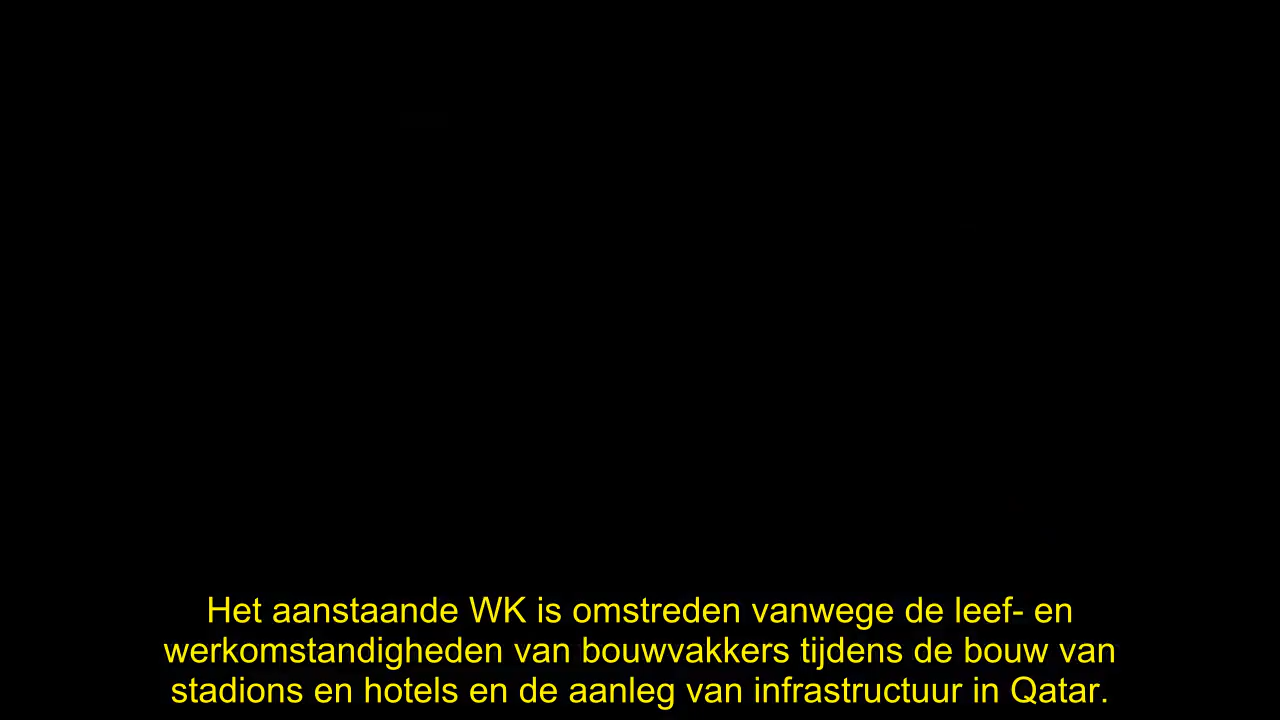 Het aanstaande WK is omstreden vanwege de leef- en
werkomstandigheden van bouwvakkers tijdens de bouw van
stadions en hotels en de aanleg van infrastructuur in Qatar.